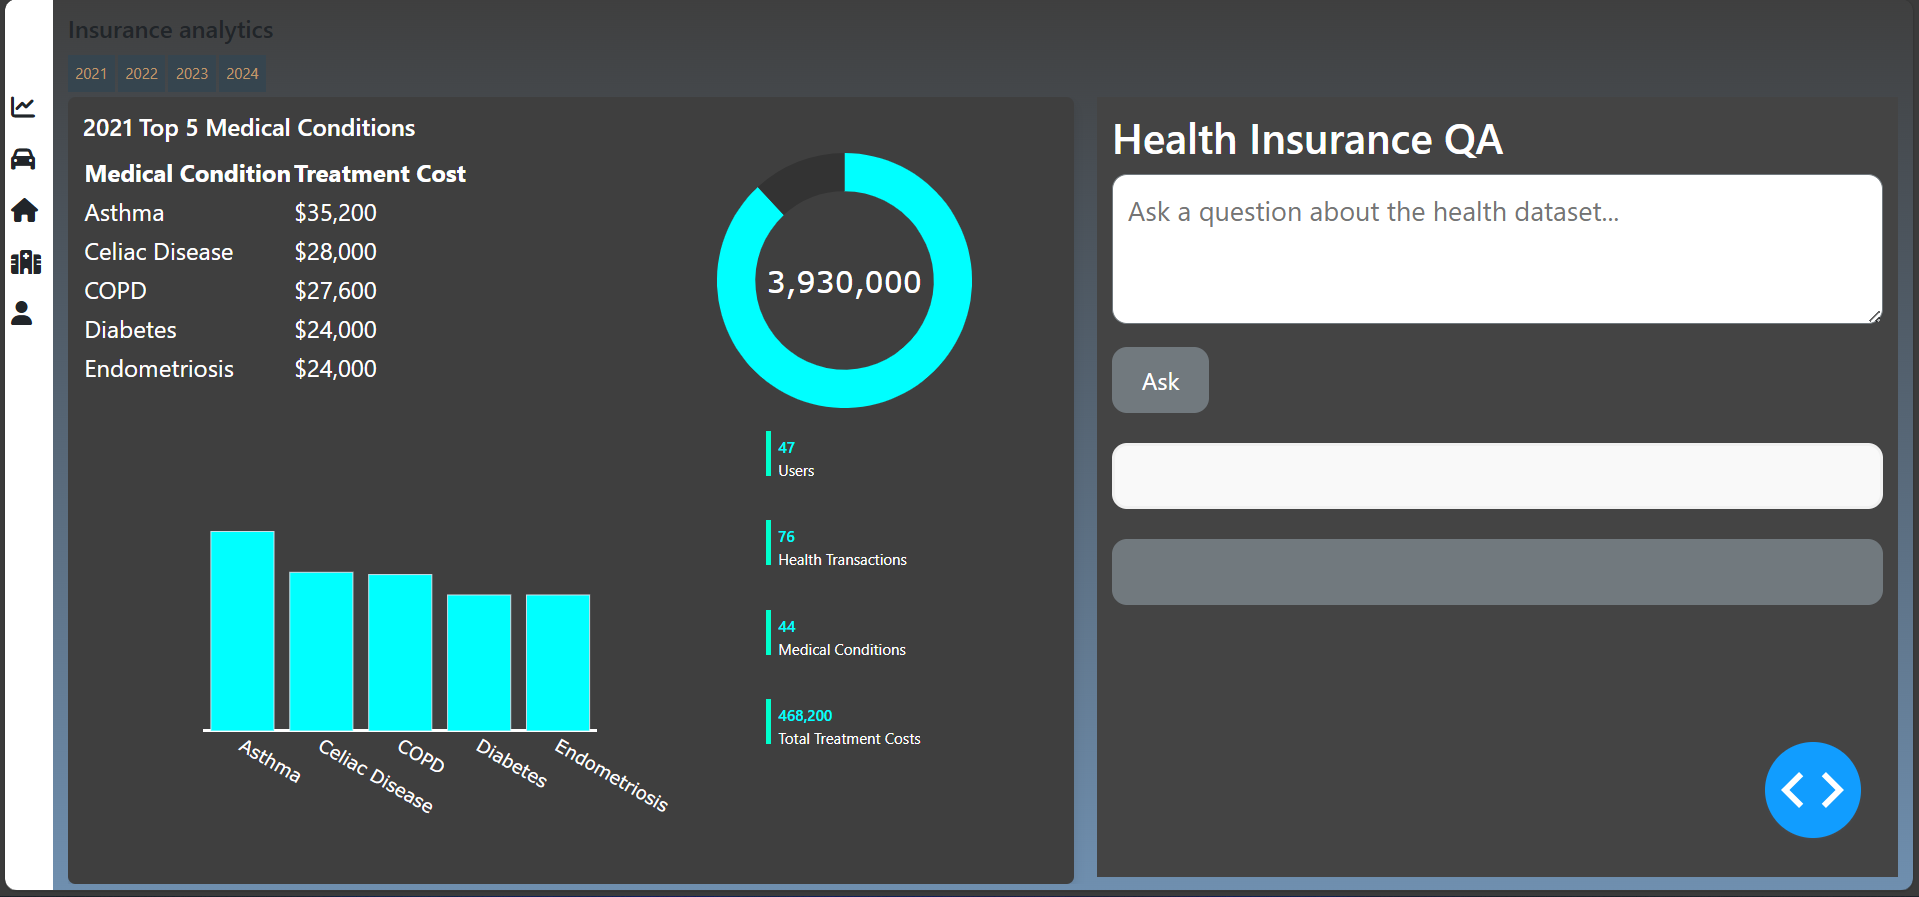 Insurance analytics
2021 2022 2023 2024
2021 Top 5 Medical Conditions
Medical Condition Treatment Cost
Asthma $35,200
Celiac Disease $28,000
COPD $27,600
Diabetes $24,000
Endometriosis $24,000
3,930,000
47
Users
76
Health Transactions
44
Medical Conditions
468,200
Total Treatment Costs
Asthma
Celiac Disease
COPD
Diabetes
Endometriosis
Health Insurance QA
Ask a question about the health dataset...
Ask